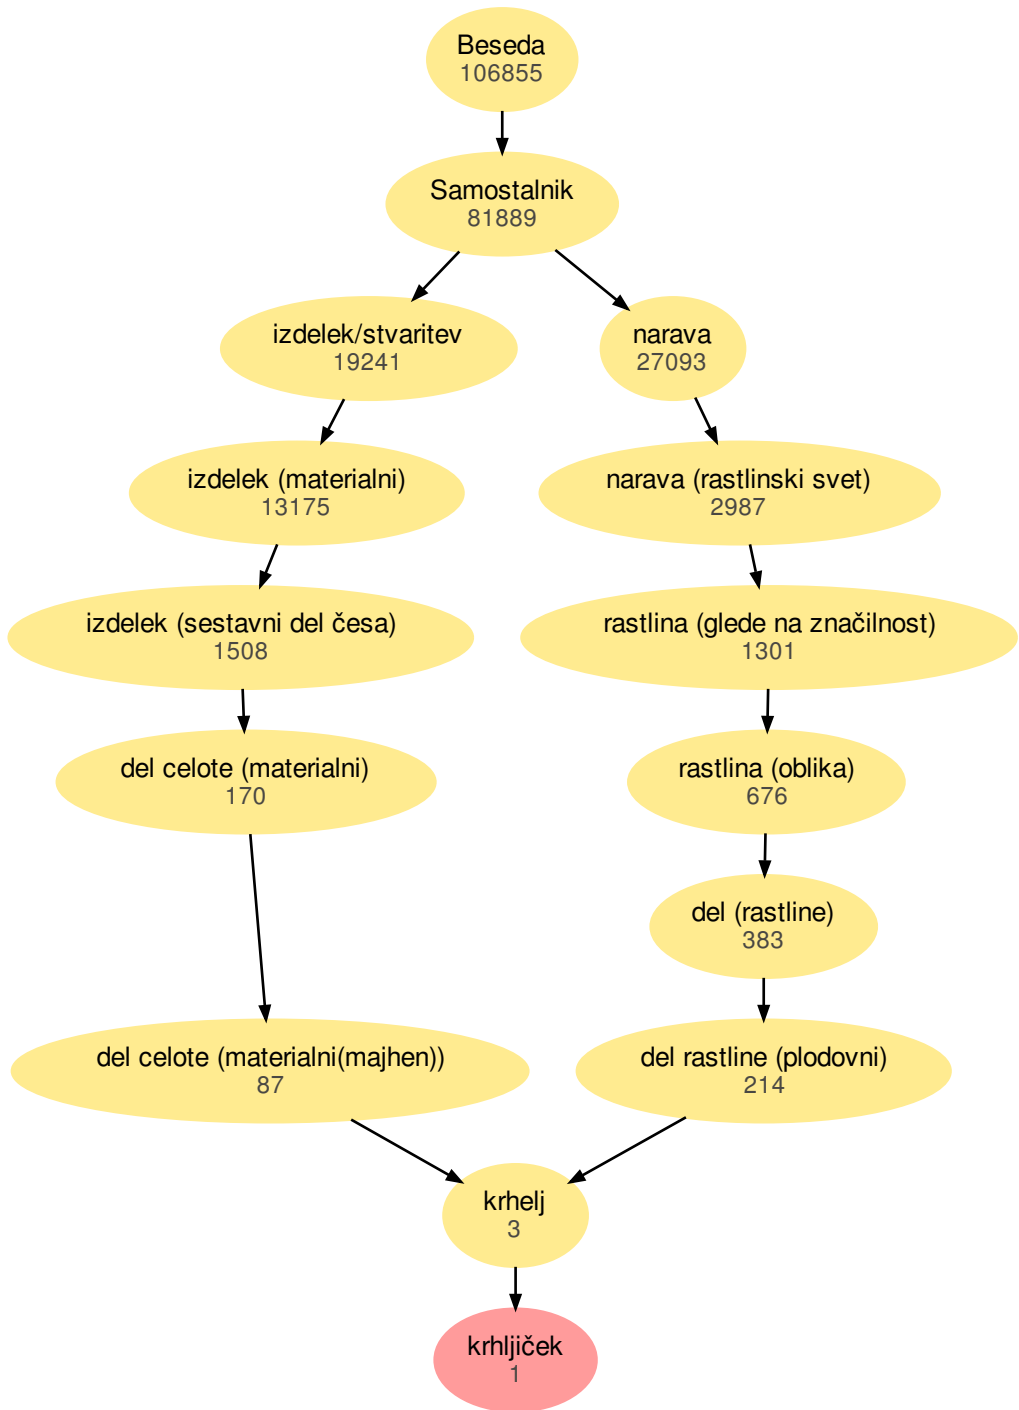 Beseda
106855
Samostalnik
81889
izdelek/stvaritev
19241
narava
27093
izdelek (materialni)
13175
narava (rastlinski svet)
2987
izdelek (sestavni del česa)
1508
rastlina (glede na značilnost)
1301
del celote (materialni)
170
rastlina (oblika)
676
del (rastline)
383
del celote (materialni(majhen))
87
del rastline (plodovni)
214
krhelj
3
krhljiček
1